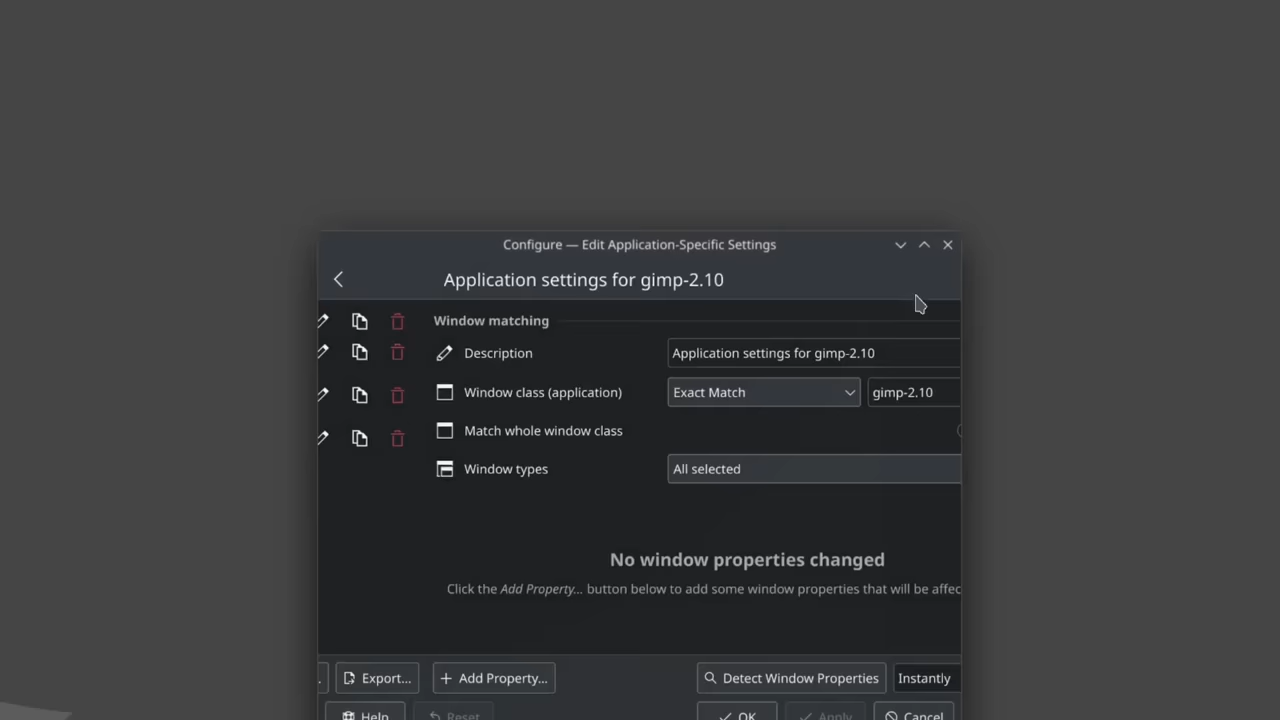 Configure — Edit Application-Specific Settings
Application settings for gimp-2.10
Window matching
Description
Application settings for gimp-2.10
Window class (application)
Exact Match
gimp-2.10
Match whole window class
Window types
All selected
No window properties changed
Click the Add Property... button below to add some window properties that will be affec
Export...
Add Property...
Detect Window Properties
Instantly
Help
Reset
OK
Apply
Cancel